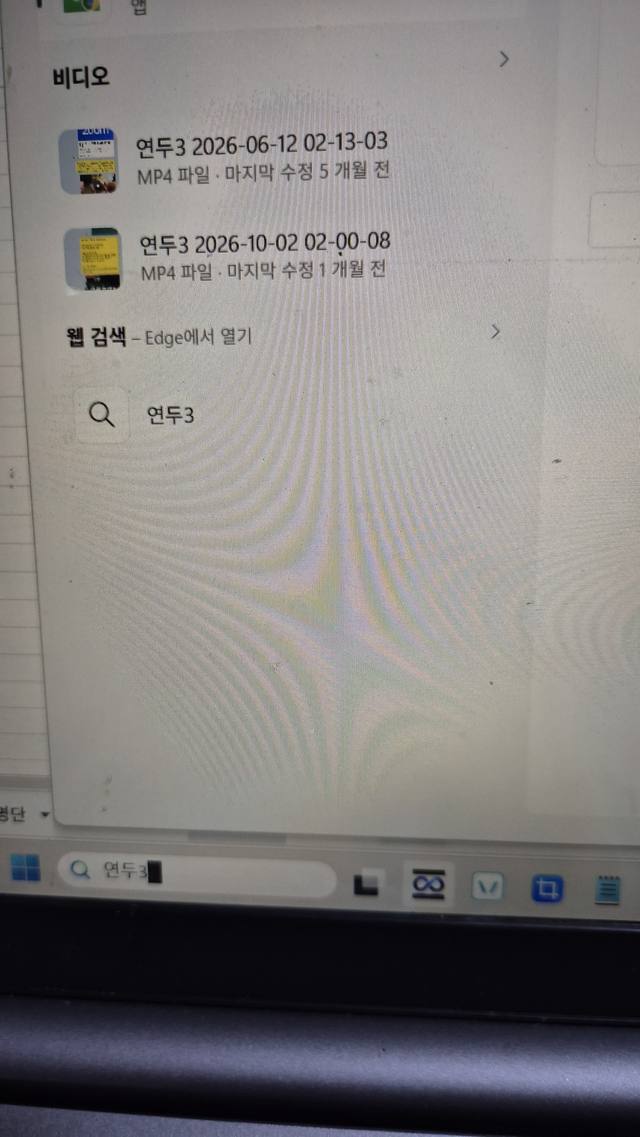 앱
비디오
zoom
연두3 2026-06-12 02-13-03
MP4 파일 · 마지막 수정 5 개월 전
연두3 2026-10-02 02-00-08
MP4 파일 · 마지막 수정 1 개월 전
웹 검색 – Edge에서 열기
연두3
명단
연두3